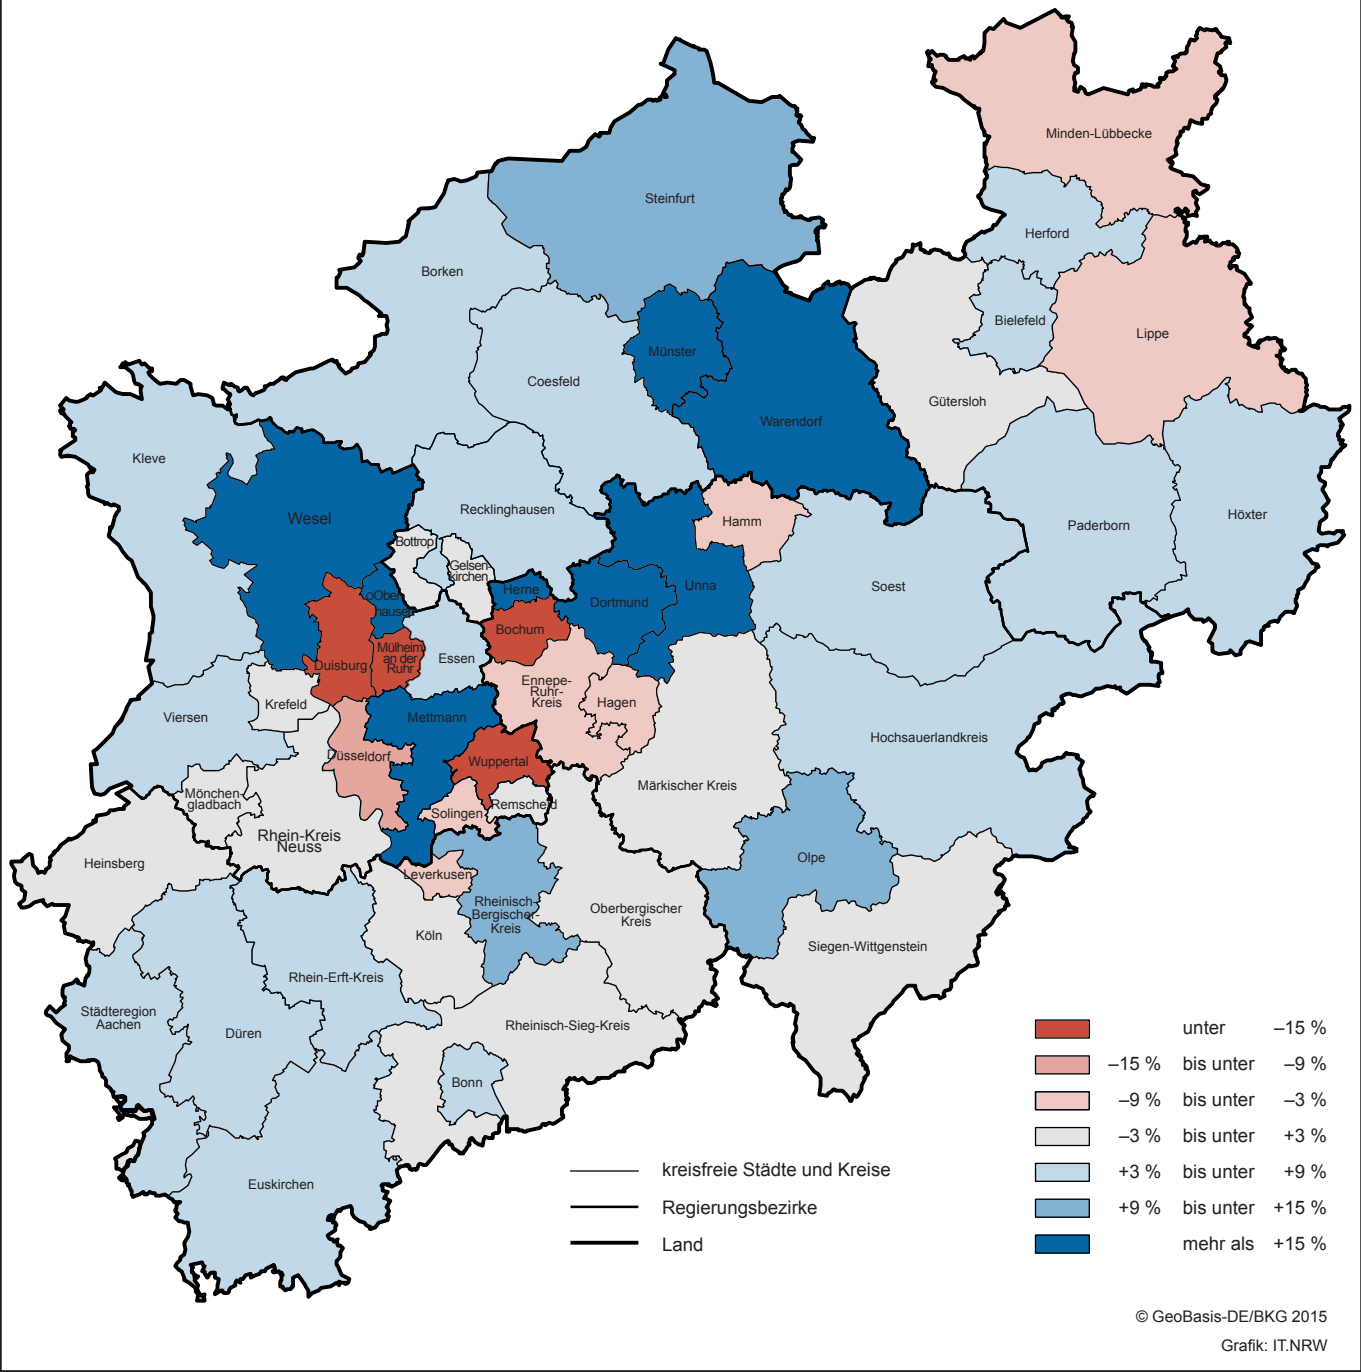 Minden-Lübbecke
Steinfurt
Herford
Borken
Bielefeld
Lippe
Münster
Coesfeld
Gütersloh
Warendorf
Kleve
Recklinghausen
Wesel
Hamm
Höxter
Paderborn
Bottrop
Gelsen-
kirchen
Unna
Soest
Herne
oOber-
hausen
Dortmund
Bochum
Mülheim
an der
Ruhr
Essen
Duisburg
Ennepe-
Ruhr-
Kreis
Hagen
Krefeld
Viersen
Mettmann
Hochsauerlandkreis
Düsseldorf
Wuppertal
Märkischer Kreis
Mönchen-
gladbach
Remscheid
Solingen
Rhein-Kreis
Neuss
Olpe
Heinsberg
Leverkusen
Rheinisch-
Bergischer-
Kreis
Oberbergischer
Kreis
Köln
Siegen-Wittgenstein
Rhein-Erft-Kreis
Städteregion
Aachen
Düren
Rheinisch-Sieg-Kreis
Bonn
Euskirchen
unter –15 %
–15 % bis unter –9 %
–9 % bis unter –3 %
–3 % bis unter +3 %
+3 % bis unter +9 %
+9 % bis unter +15 %
mehr als +15 %
kreisfreie Städte und Kreise
Regierungsbezirke
Land
© GeoBasis-DE/BKG 2015
Grafik: IT.NRW